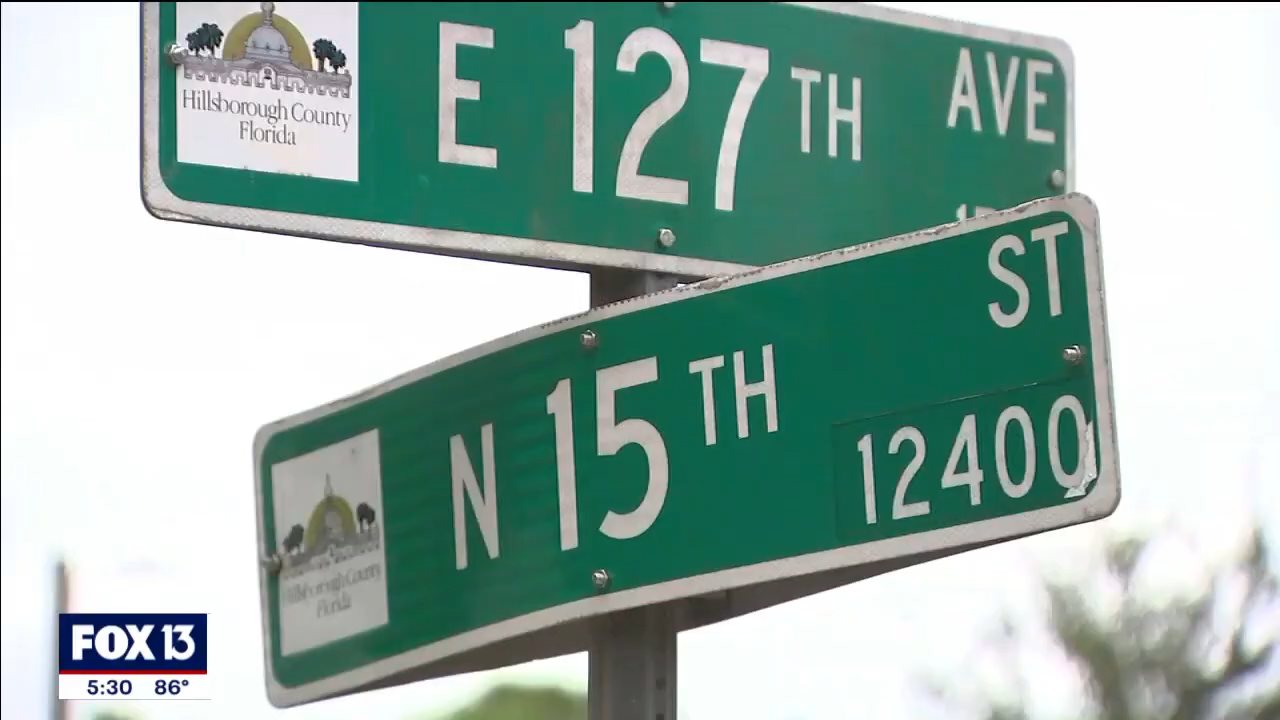 Hillsborough County
Florida
E 127TH AVE
N 15TH ST
12400
Hillsborough County
Florida
FOX 13
5:30 86°